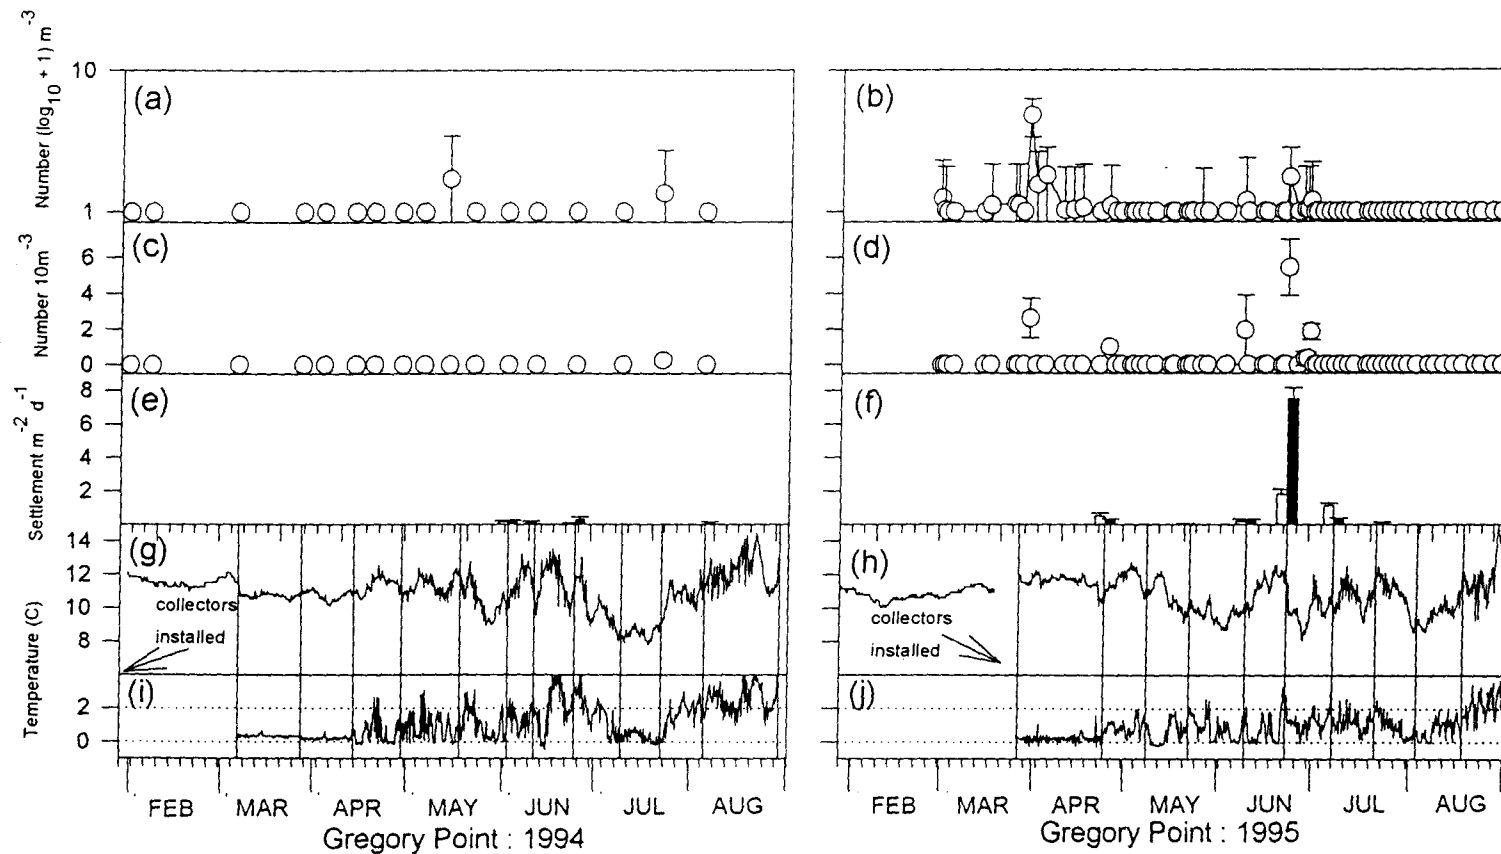 Number (log10 + 1) m-3
10
1
(a)
(b)
Number 10m-3
6
4
2
0
(c)
(d)
Settlement m-2 d-1
8
6
4
2
(e)
(f)
Temperature (C)
14
12
10
8
(g)
collectors
installed
(h)
collectors
installed
2
0
(i)
(j)
FEB MAR APR MAY JUN JUL AUG
FEB MAR APR MAY JUN JUL AUG
Gregory Point : 1994
Gregory Point : 1995